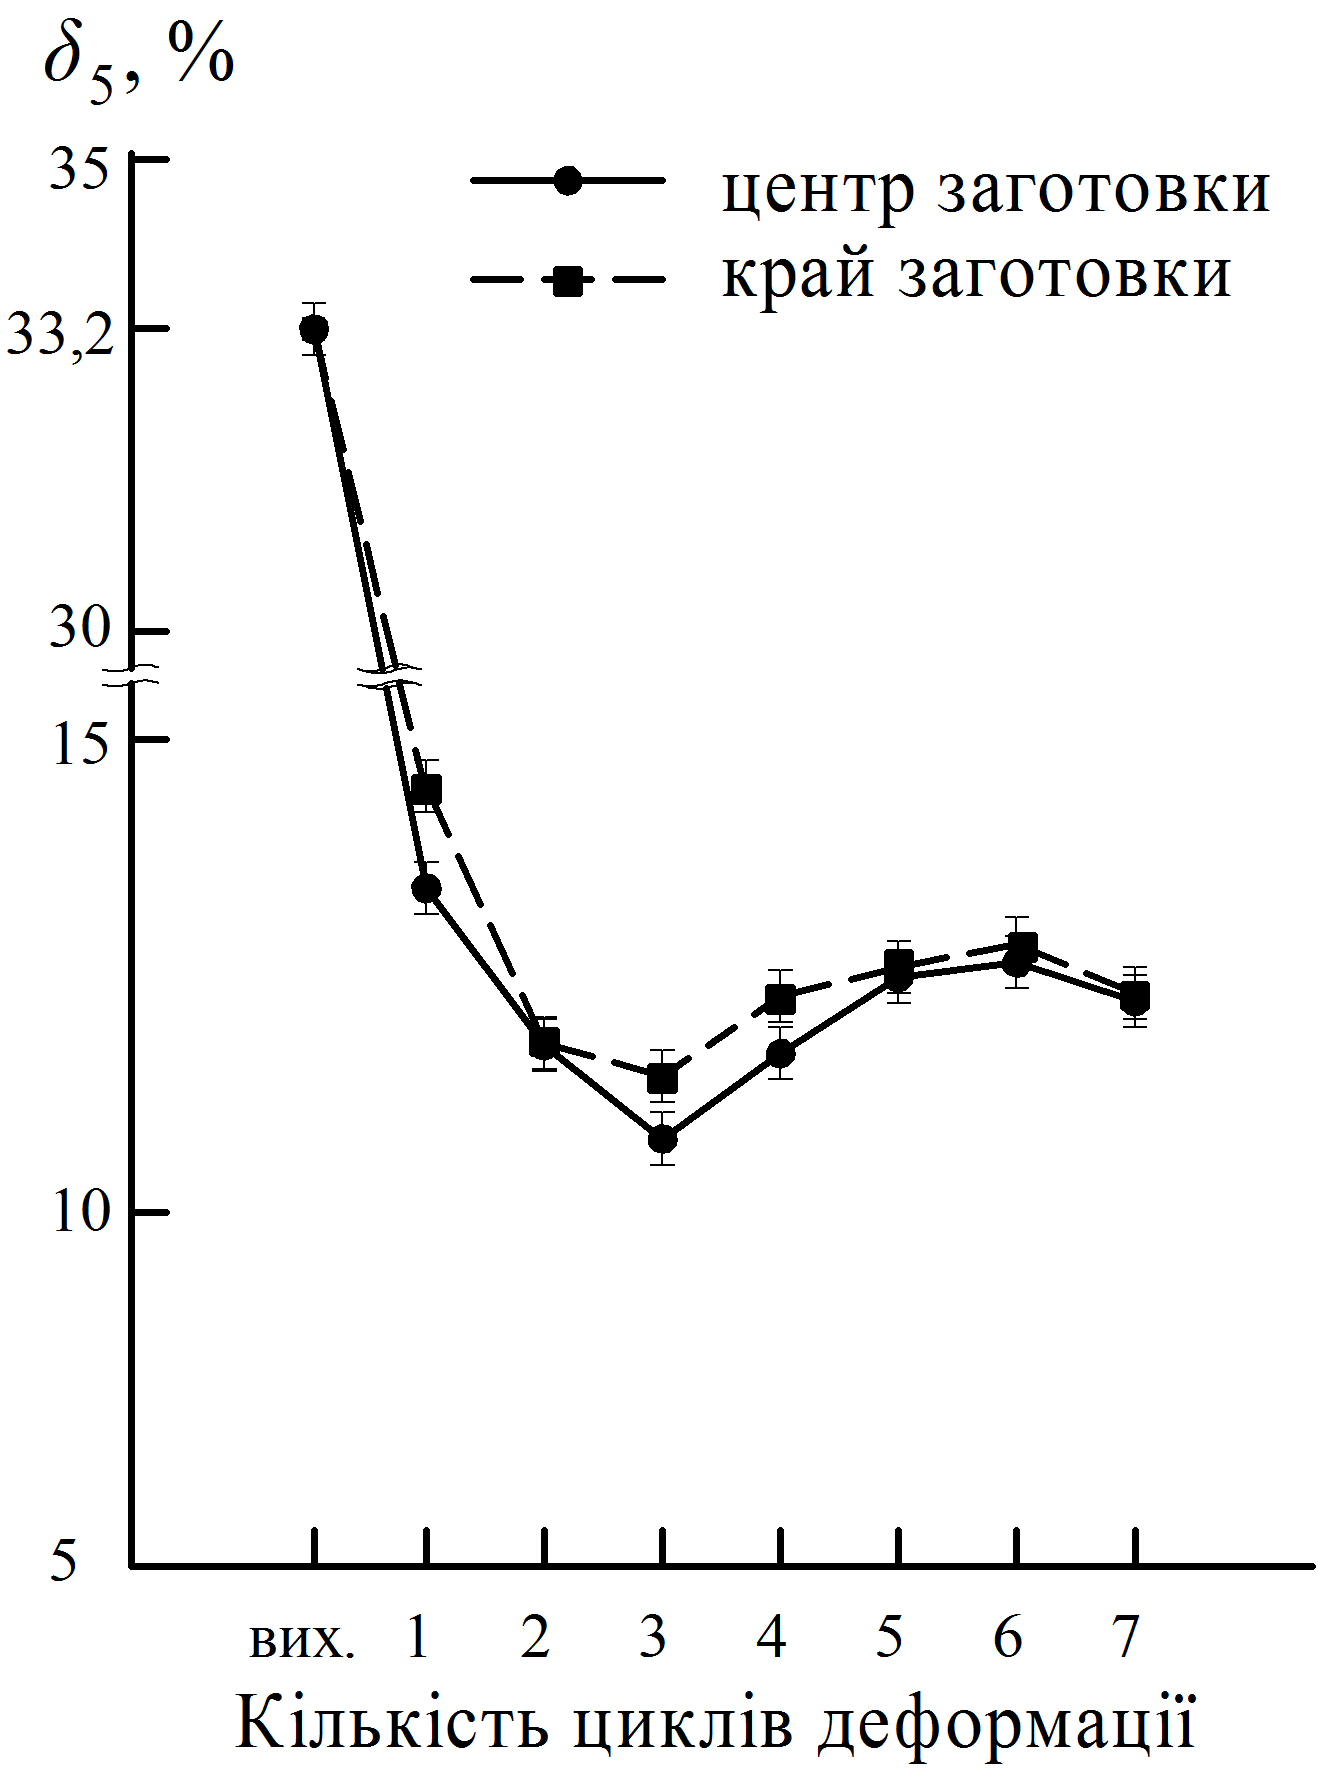 δ5, %
35
центр заготовки
край заготовки
33,2
30
15
10
5
вих. 1 2 3 4 5 6 7
Кількість циклів деформації